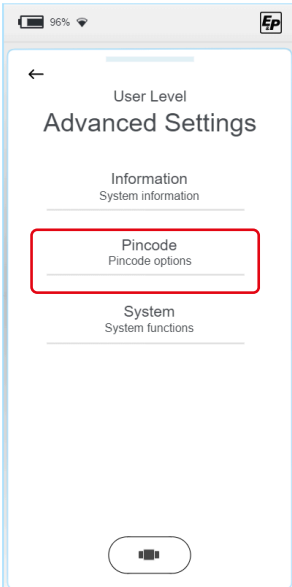 96%
EP
User Level
Advanced Settings
Information
System information
Pincode
Pincode options
System
System functions